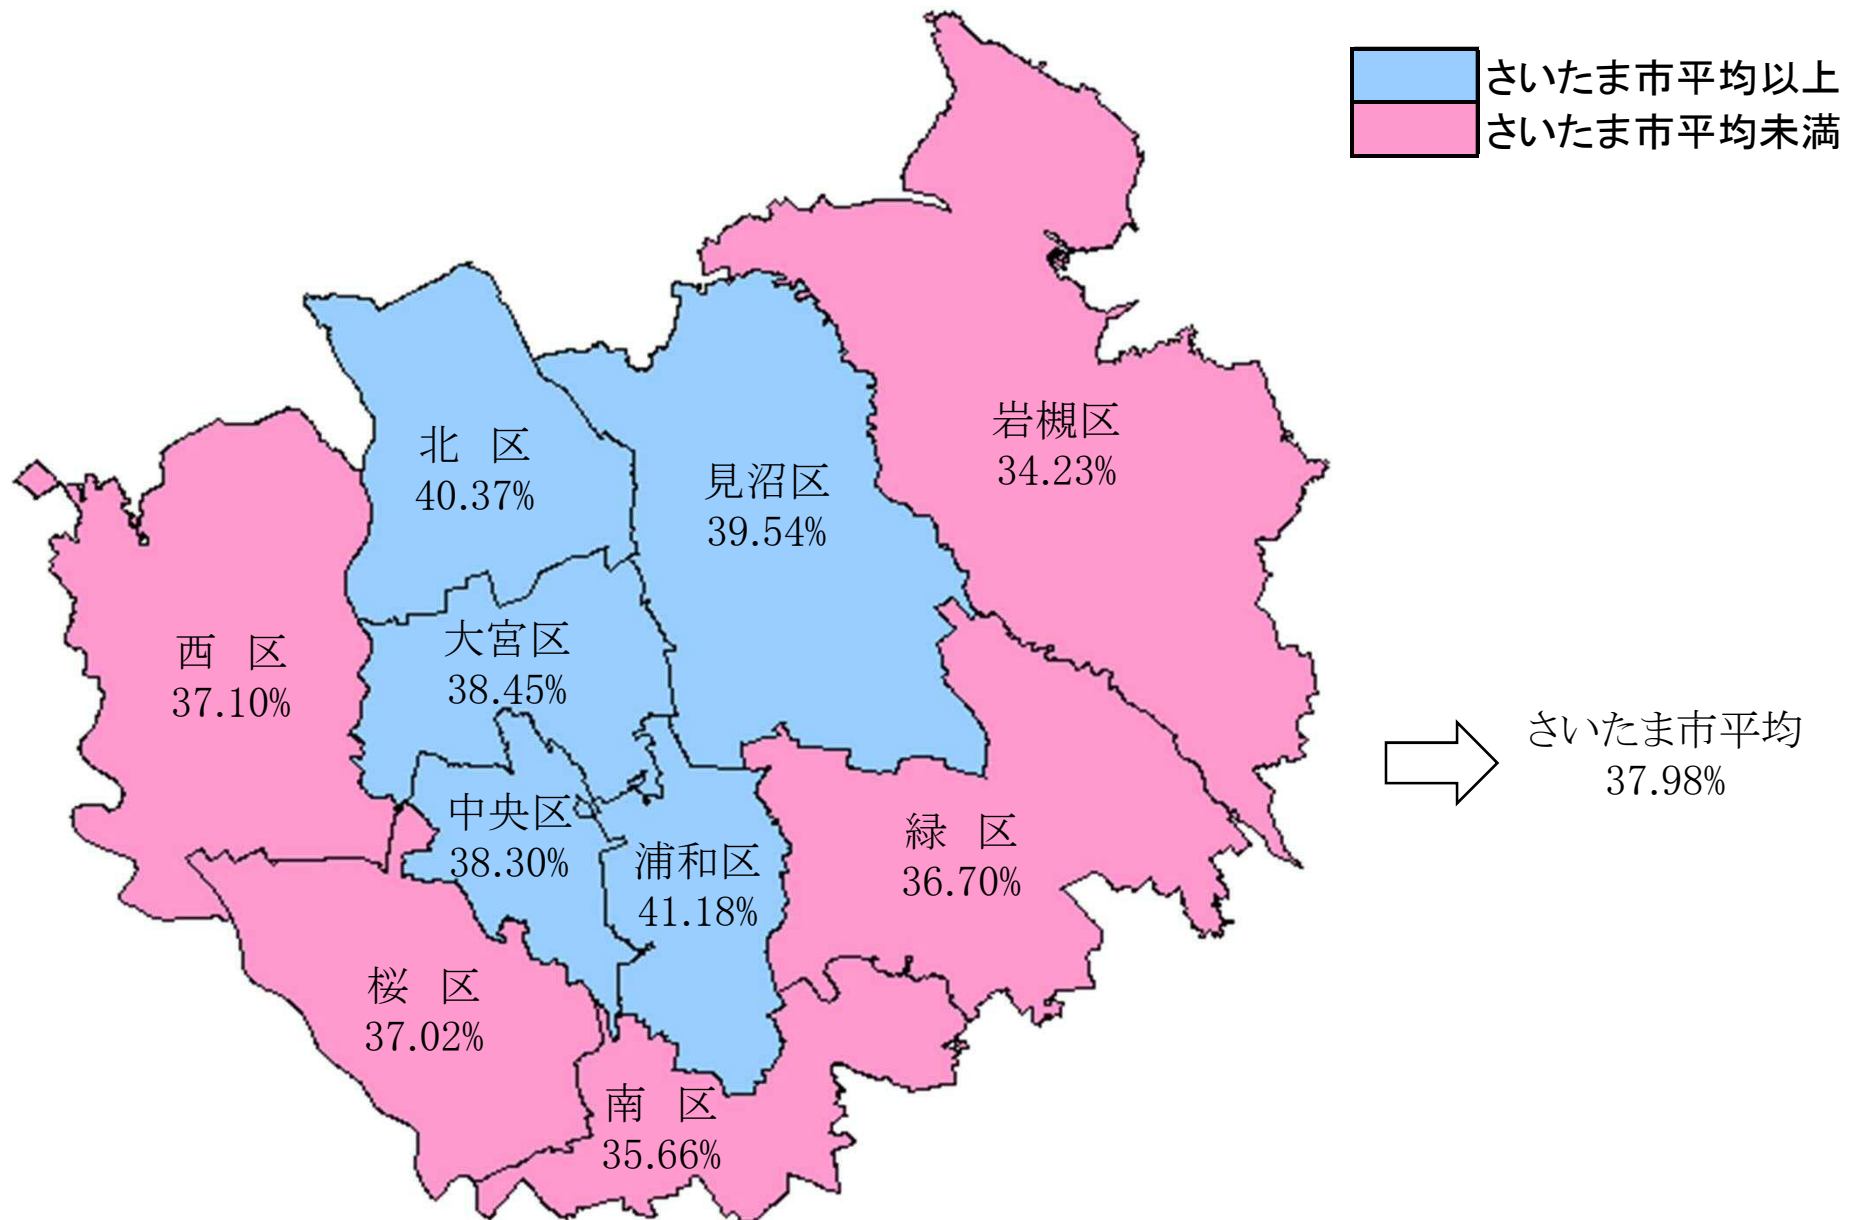 さいたま市平均以上
さいたま市平均未満
岩槻区
34.23%
北 区
40.37%
見沼区
39.54%
西 区
37.10%
大宮区
38.45%
さいたま市平均
37.98%
中央区
38.30%
浦和区
41.18%
緑 区
36.70%
桜 区
37.02%
南 区
35.66%